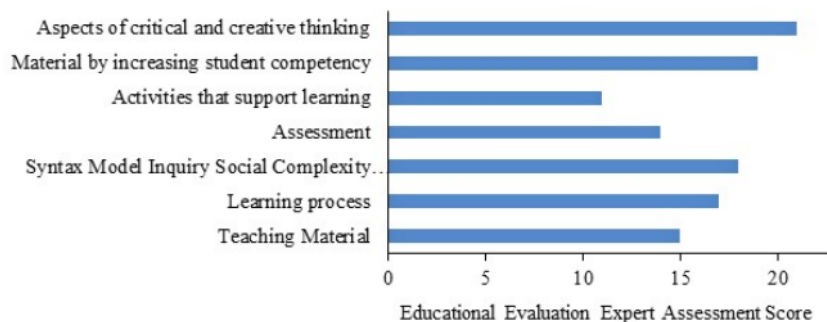 Aspects of critical and creative thinking
Material by increasing student competency
Activities that support learning
Assessment
Syntax Model Inquiry Social Complexity…
Learning process
Teaching Material
0 5 10 15 20
Educational Evaluation Expert Assessment Score